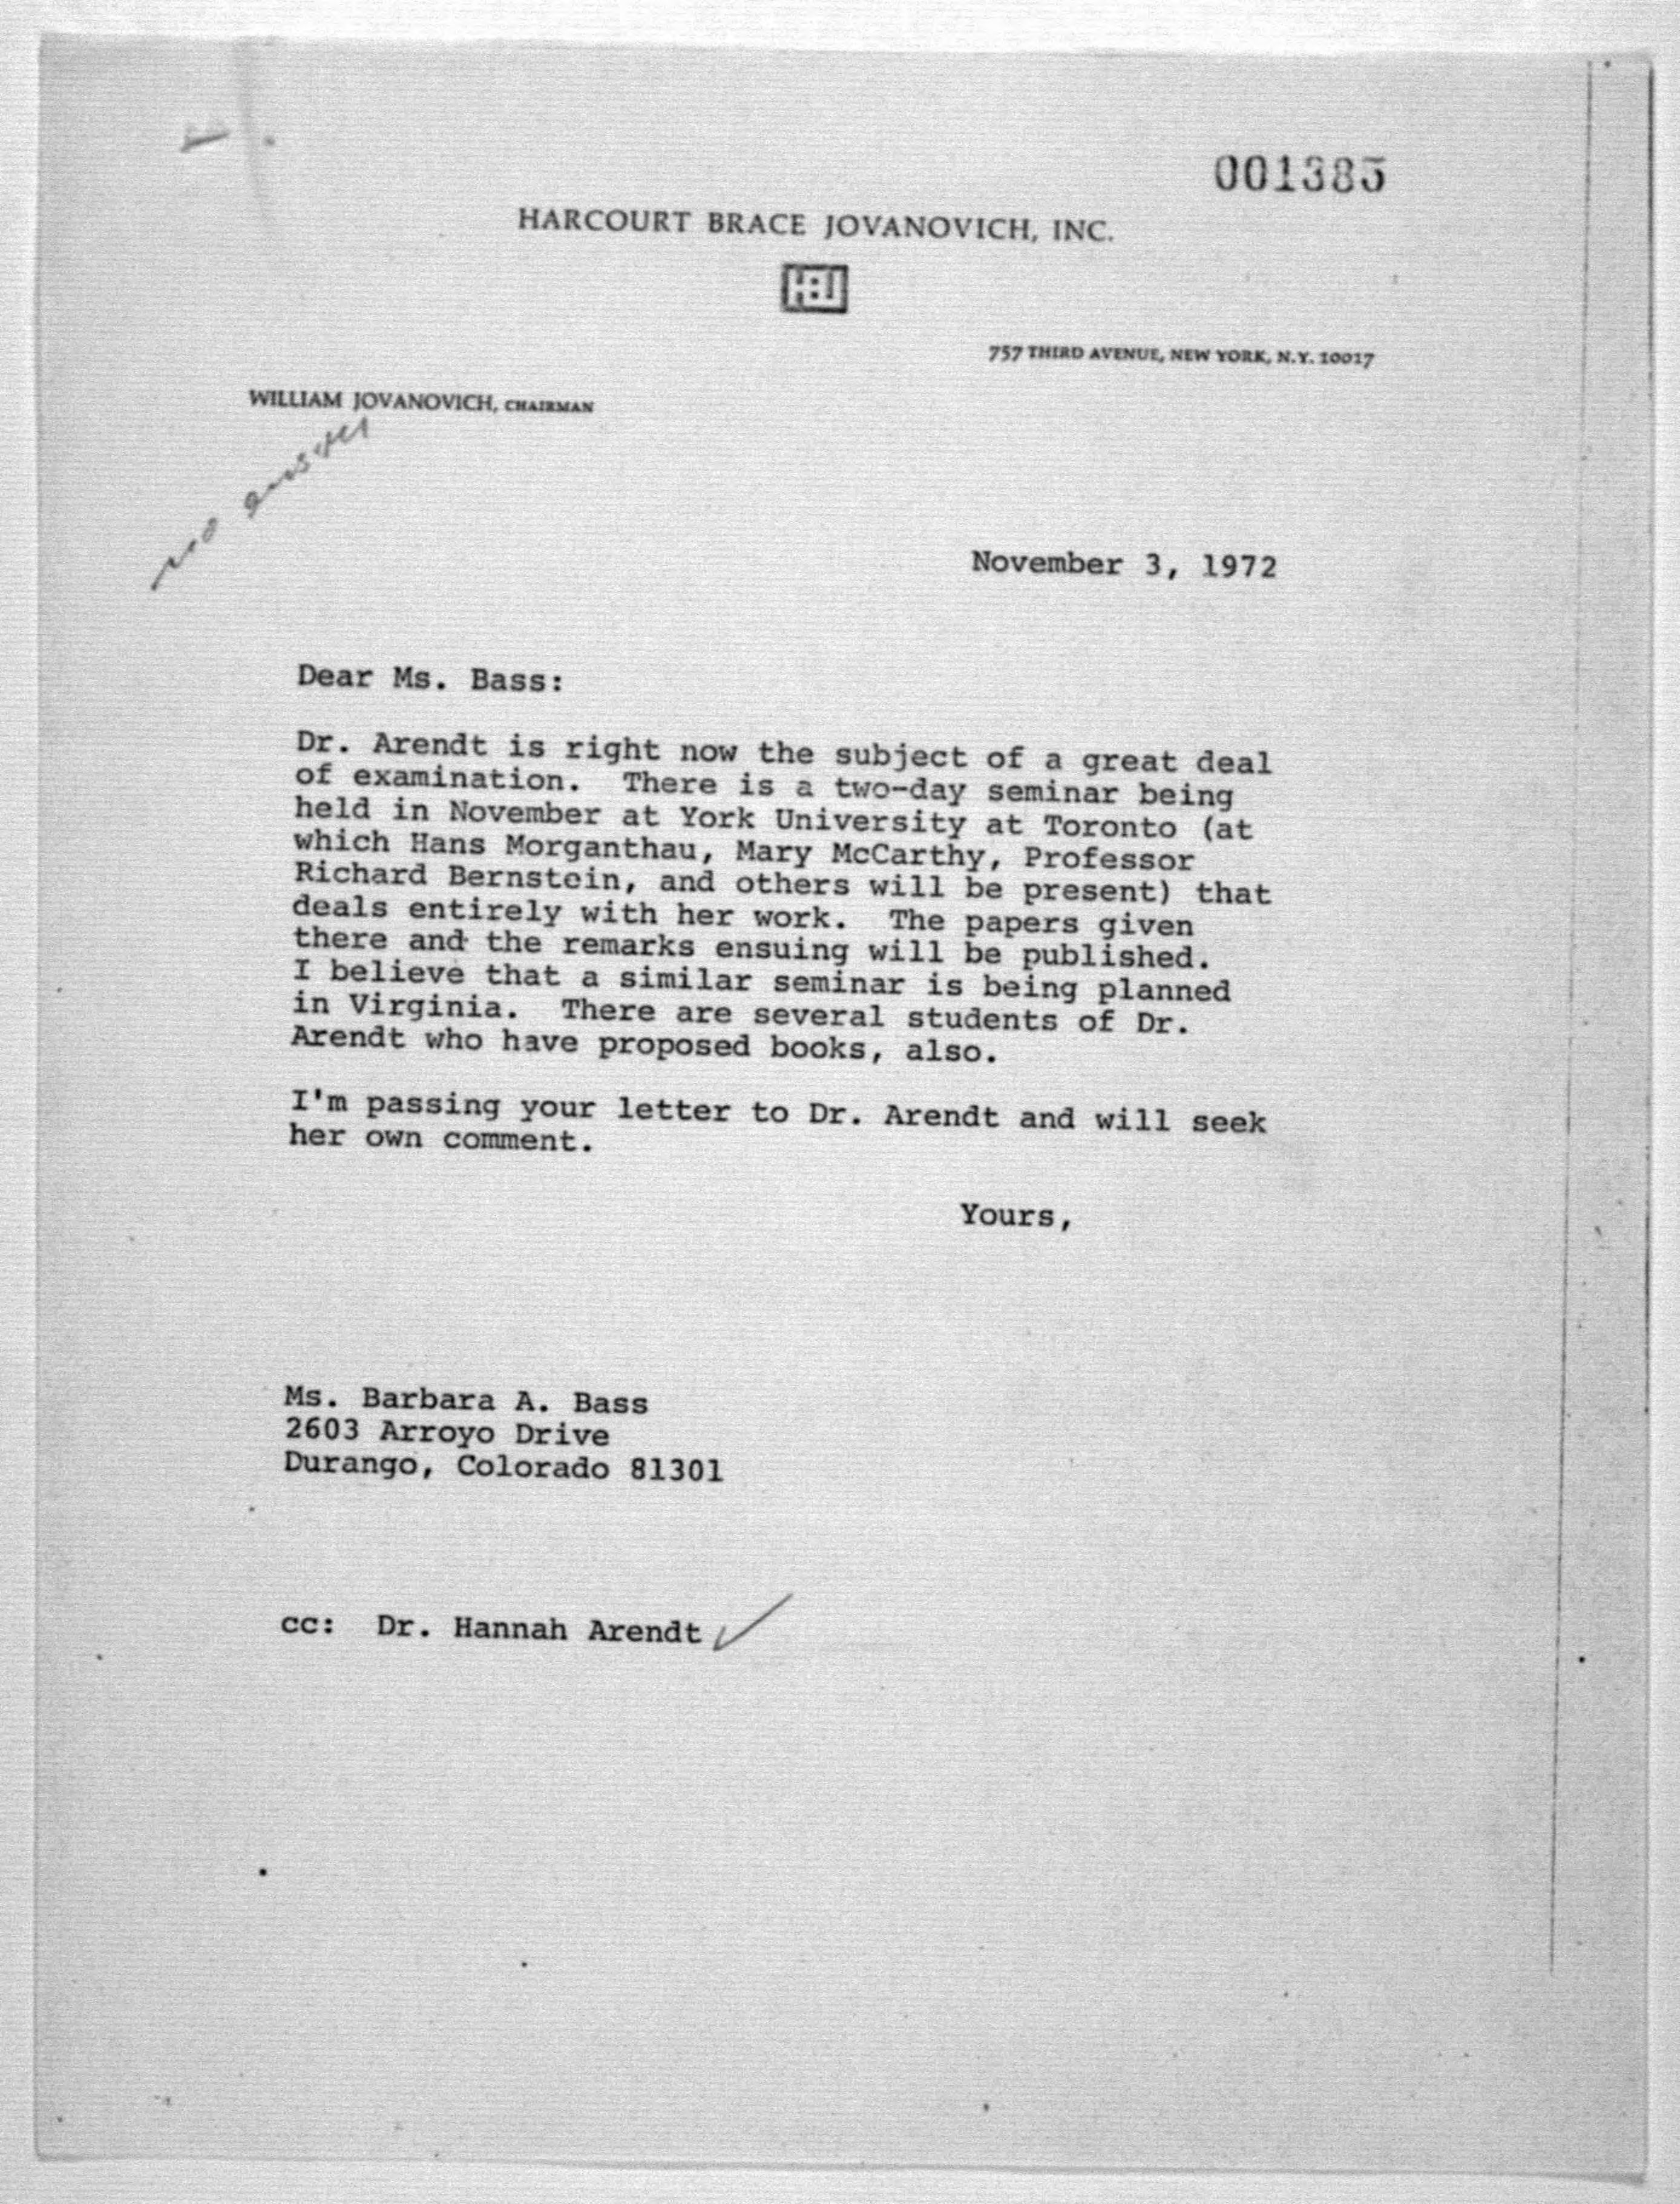 001385
HARCOURT BRACE JOVANOVICH, INC.
HBJ
757 THIRD AVENUE, NEW YORK, N.Y. 10017
WILLIAM JOVANOVICH, CHAIRMAN
no answer
November 3, 1972
Dear Ms. Bass:
Dr. Arendt is right now the subject of a great deal
of examination. There is a two-day seminar being
held in November at York University at Toronto (at
which Hans Morganthau, Mary McCarthy, Professor
Richard Bernstein, and others will be present) that
deals entirely with her work. The papers given
there and the remarks ensuing will be published.
I believe that a similar seminar is being planned
in Virginia. There are several students of Dr.
Arendt who have proposed books, also.
I'm passing your letter to Dr. Arendt and will seek
her own comment.
Yours,
Ms. Barbara A. Bass
2603 Arroyo Drive
Durango, Colorado 81301
cc: Dr. Hannah Arendt